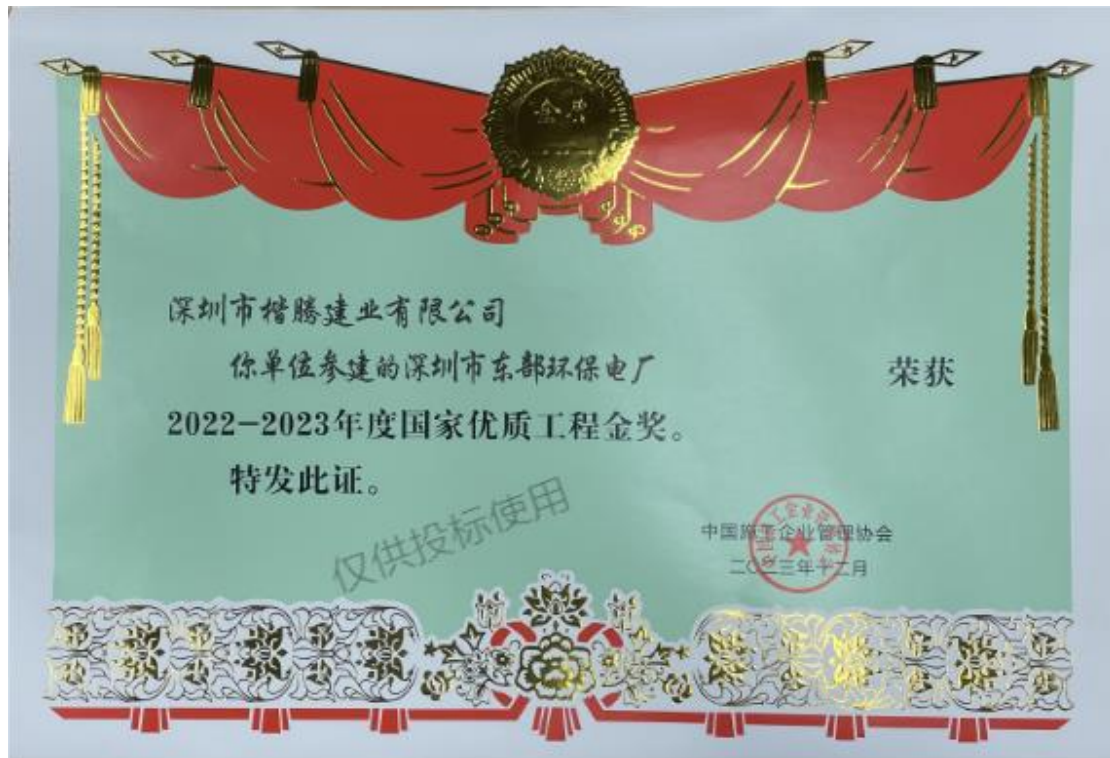 金奖
深圳市楷腾建业有限公司
你单位参建的深圳市东部环保电厂 荣获
2022-2023年度国家优质工程金奖。
特发此证。
仅供投标使用
中国施工企业管理协会
二〇二三年十二月